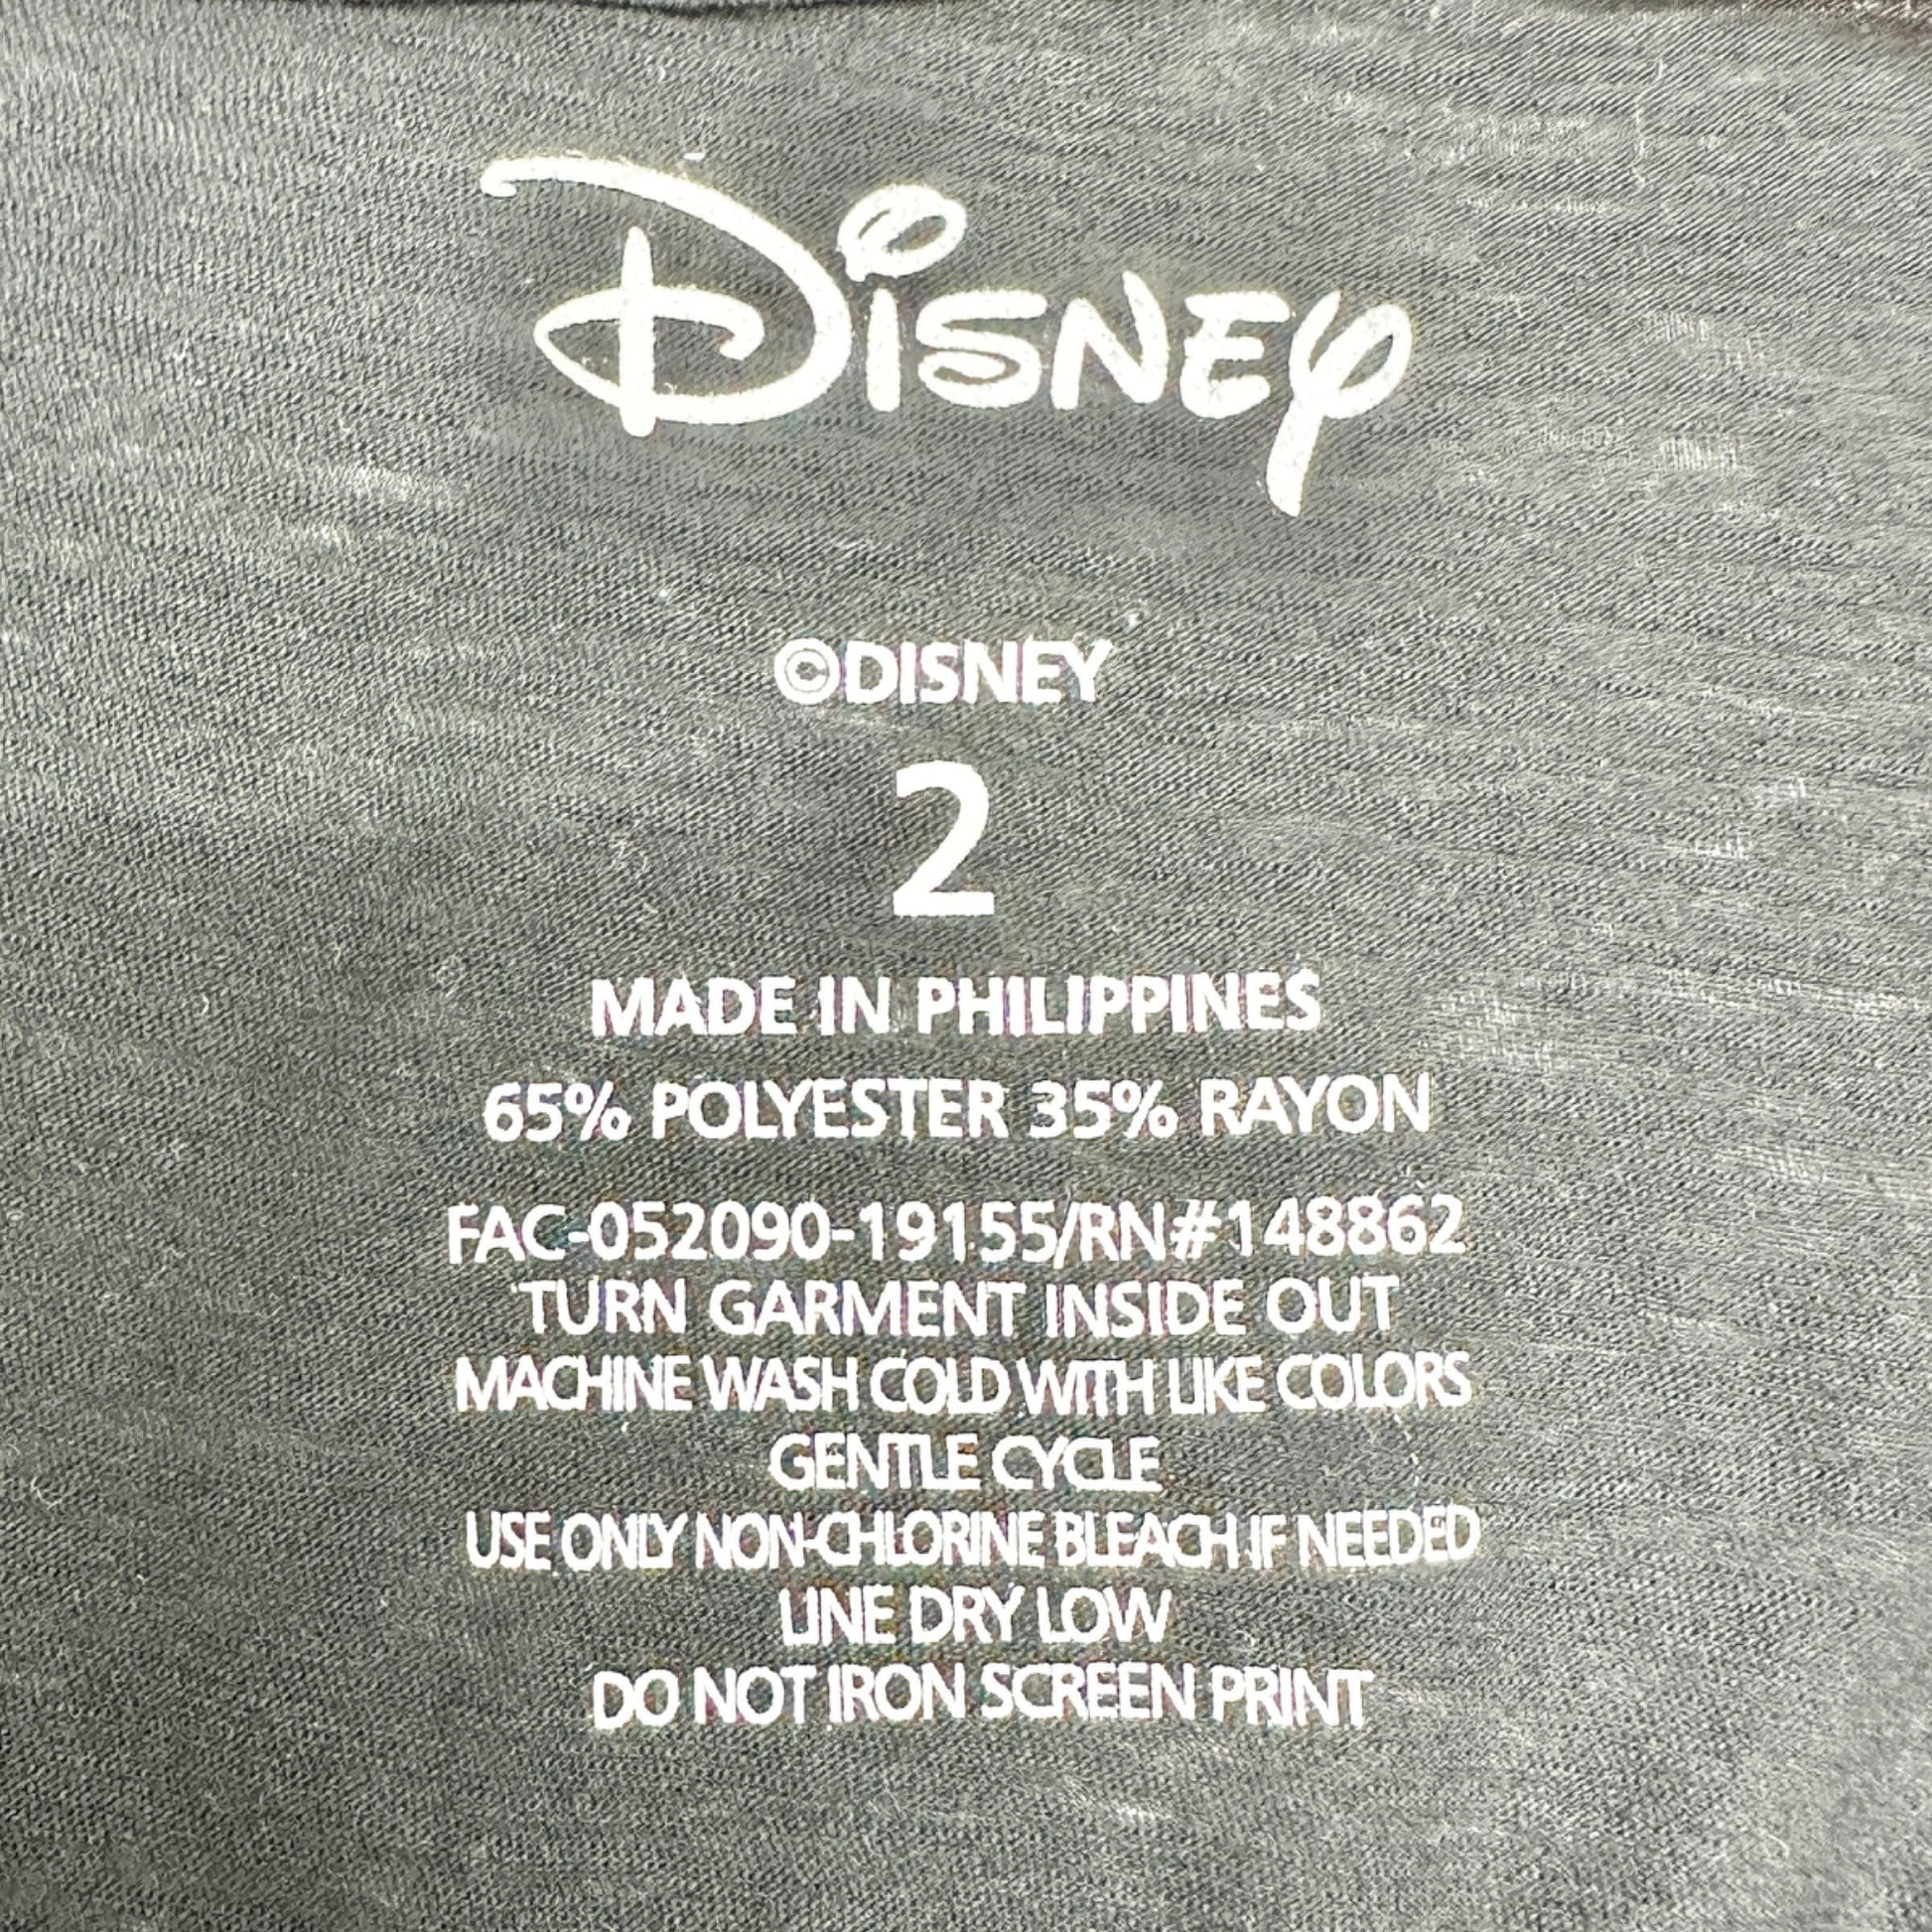 Disney
©DISNEY
2
MADE IN PHILIPPINES
65% POLYESTER 35% RAYON
FAC-052090-19155/RN#148862
TURN GARMENT INSIDE OUT
MACHINE WASH COLD WITH LIKE COLORS
GENTLE CYCLE
USE ONLY NON-CHLORINE BLEACH IF NEEDED
LINE DRY LOW
DO NOT IRON SCREEN PRINT